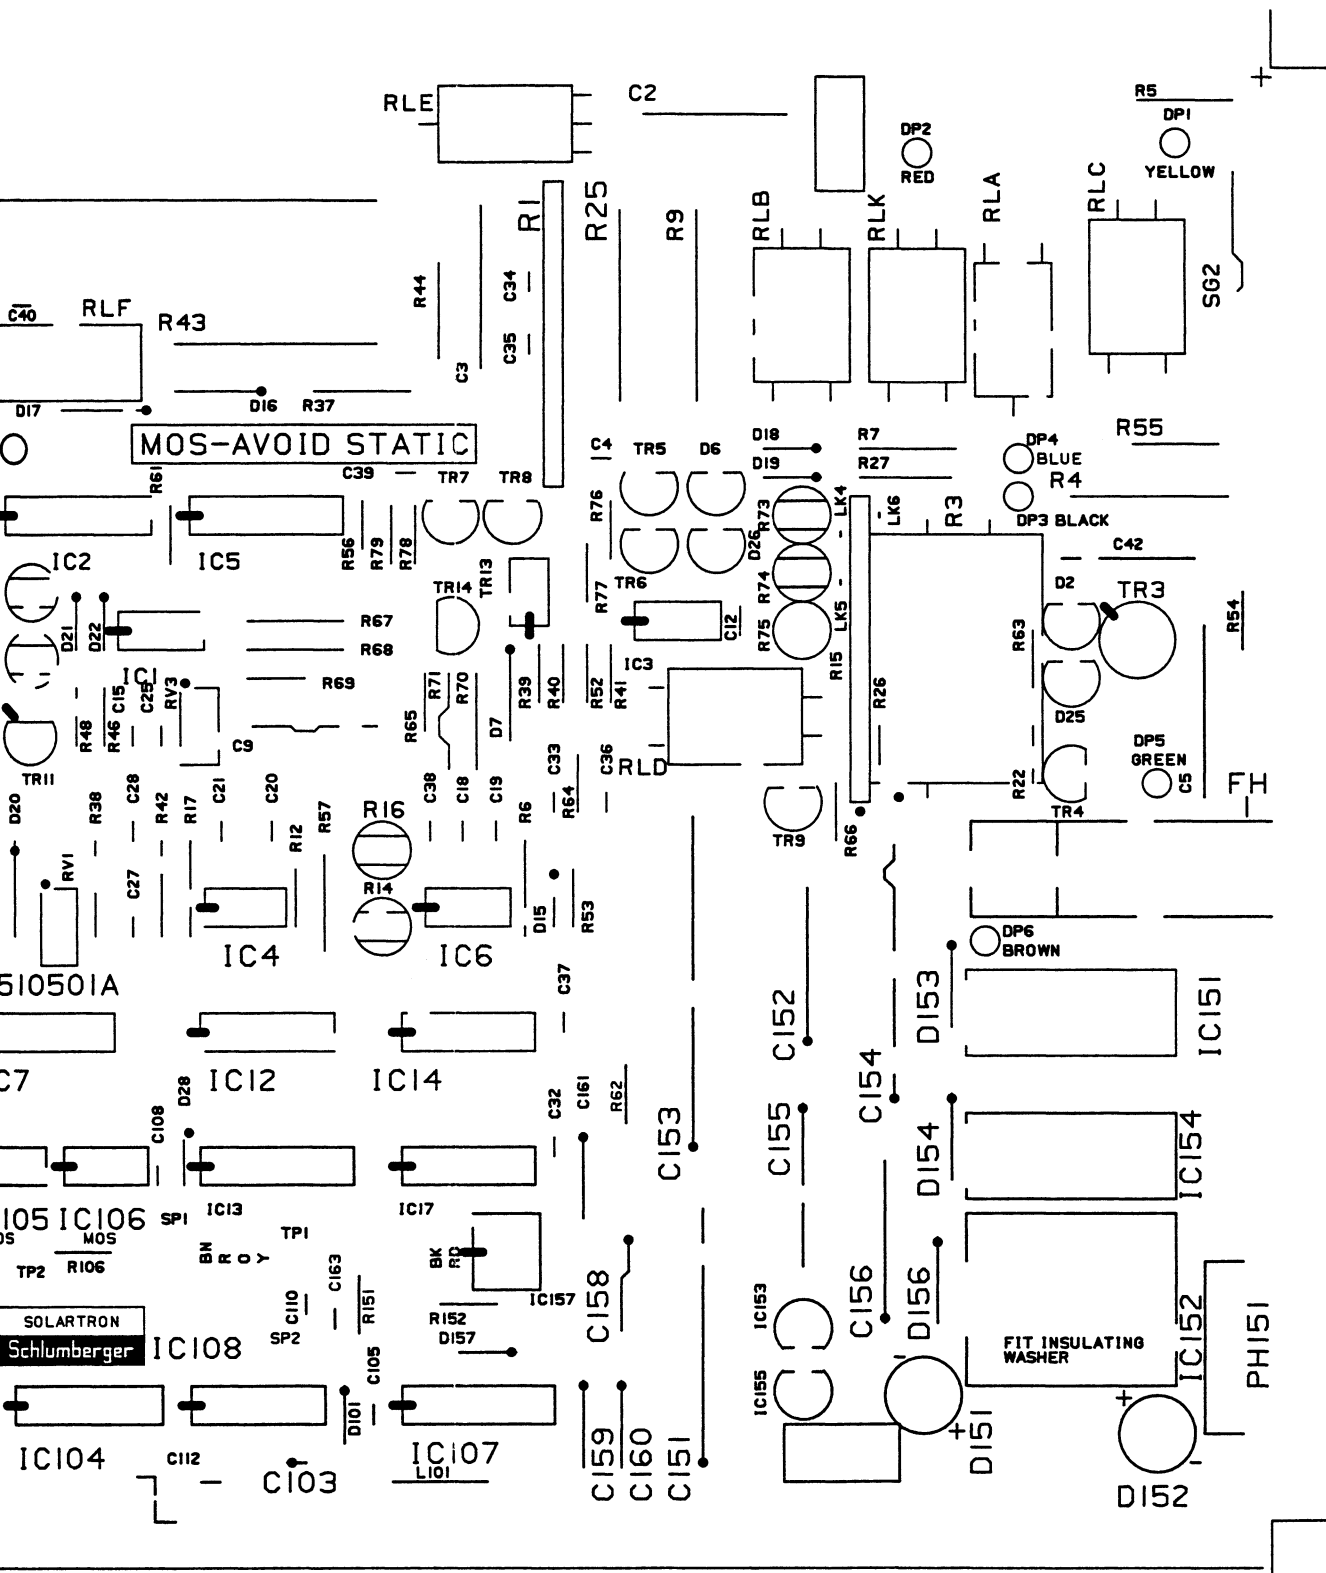 R5
DP1
RLE
C2
DP2
RED
YELLOW
RLC
RLA
RLK
RLB
R9
R25
R1
SG2
R44
C34
C35
C3
C40
RLF
R43
D17
D16
R37
MOS-AVOID STATIC
C4
TR5
D6
D18
R7
D19
R27
DP4
BLUE
R55
R4
C39
R61
TR7
TR8
R76
R73
LK4
LK6
R3
DP3 BLACK
IC2
IC5
R56
R79
R78
TR14
TR13
TR6
R77
D26
R74
C42
D2
TR3
R54
D21
D22
R67
R68
R69
IC1
C12
IC3
R75
LK5
R15
R63
C15
C25
RV3
R48
R46
C9
R71
R70
R65
D7
R39
R40
R52
R41
R26
D25
TR11
C33
C36
RLD
DP5
GREEN
C5
FH
R22
TR4
D20
R38
C28
R42
R17
C21
C20
R12
R57
R16
C38
C18
C19
R6
R64
TR9
R66
RV1
C27
R14
D15
R53
IC4
IC6
DP6
BROWN
510501A
C37
C152
D153
IC151
C7
IC12
IC14
D28
C108
C32
C161
R62
C153
C155
C154
D154
IC154
105
IC106
SP1
IC13
IC17
OS
MOS
TP2
R106
BN
R
O
Y
TP1
C163
BK
RD
IC157
C158
C110
R151
R152
D157
SP2
IC153
C156
D156
IC152
PH151
FIT INSULATING
WASHER
SOLARTRON
Schlumberger
IC108
C105
IC155
D101
IC104
C112
C103
IC107
L101
C159
C160
C151
D151
D152